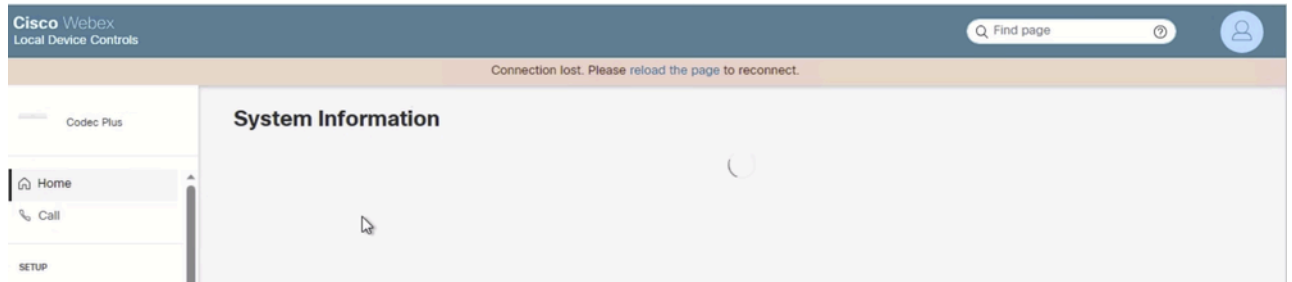 Cisco Webex
Local Device Controls
Find page
Connection lost. Please reload the page to reconnect.
Codec Plus
System Information
Home
Call
SETUP